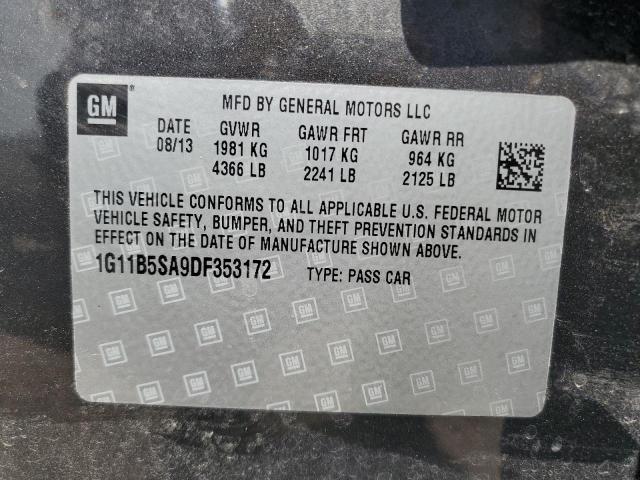 GM ®
MFD BY GENERAL MOTORS LLC
DATE GVWR GAWR FRT GAWR RR
08/13 1981 KG 1017 KG 964 KG
4366 LB 2241 LB 2125 LB
THIS VEHICLE CONFORMS TO ALL APPLICABLE U.S. FEDERAL MOTOR
VEHICLE SAFETY, BUMPER, AND THEFT PREVENTION STANDARDS IN
EFFECT ON THE DATE OF MANUFACTURE SHOWN ABOVE.
1G11B5SA9DF353172 TYPE: PASS CAR